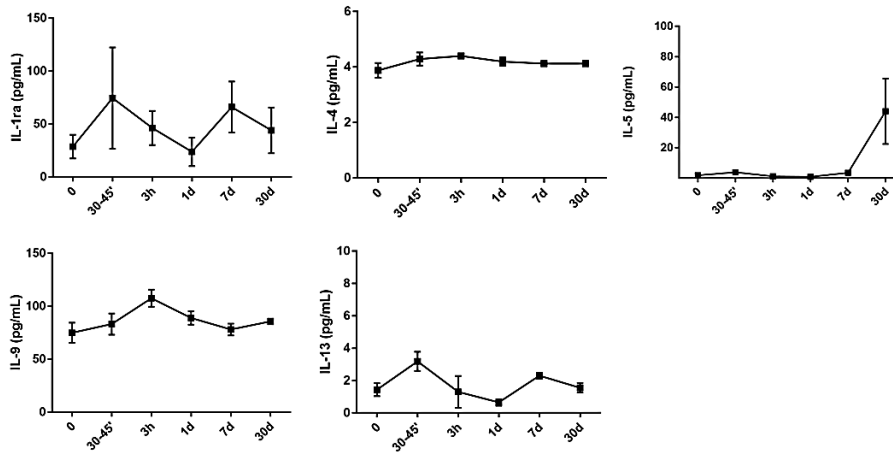 IL-1ra (pg/mL)
150
100
50
0
0 30-45' 3h 1d 7d 30d
IL-4 (pg/mL)
6
4
2
0
0 30-45' 3h 1d 7d 30d
IL-5 (pg/mL)
100
80
60
40
20
0 30-45' 3h 1d 7d 30d
IL-9 (pg/mL)
150
100
50
0
0 30-45' 3h 1d 7d 30d
IL-13 (pg/mL)
10
8
6
4
2
0
0 30-45' 3h 1d 7d 30d